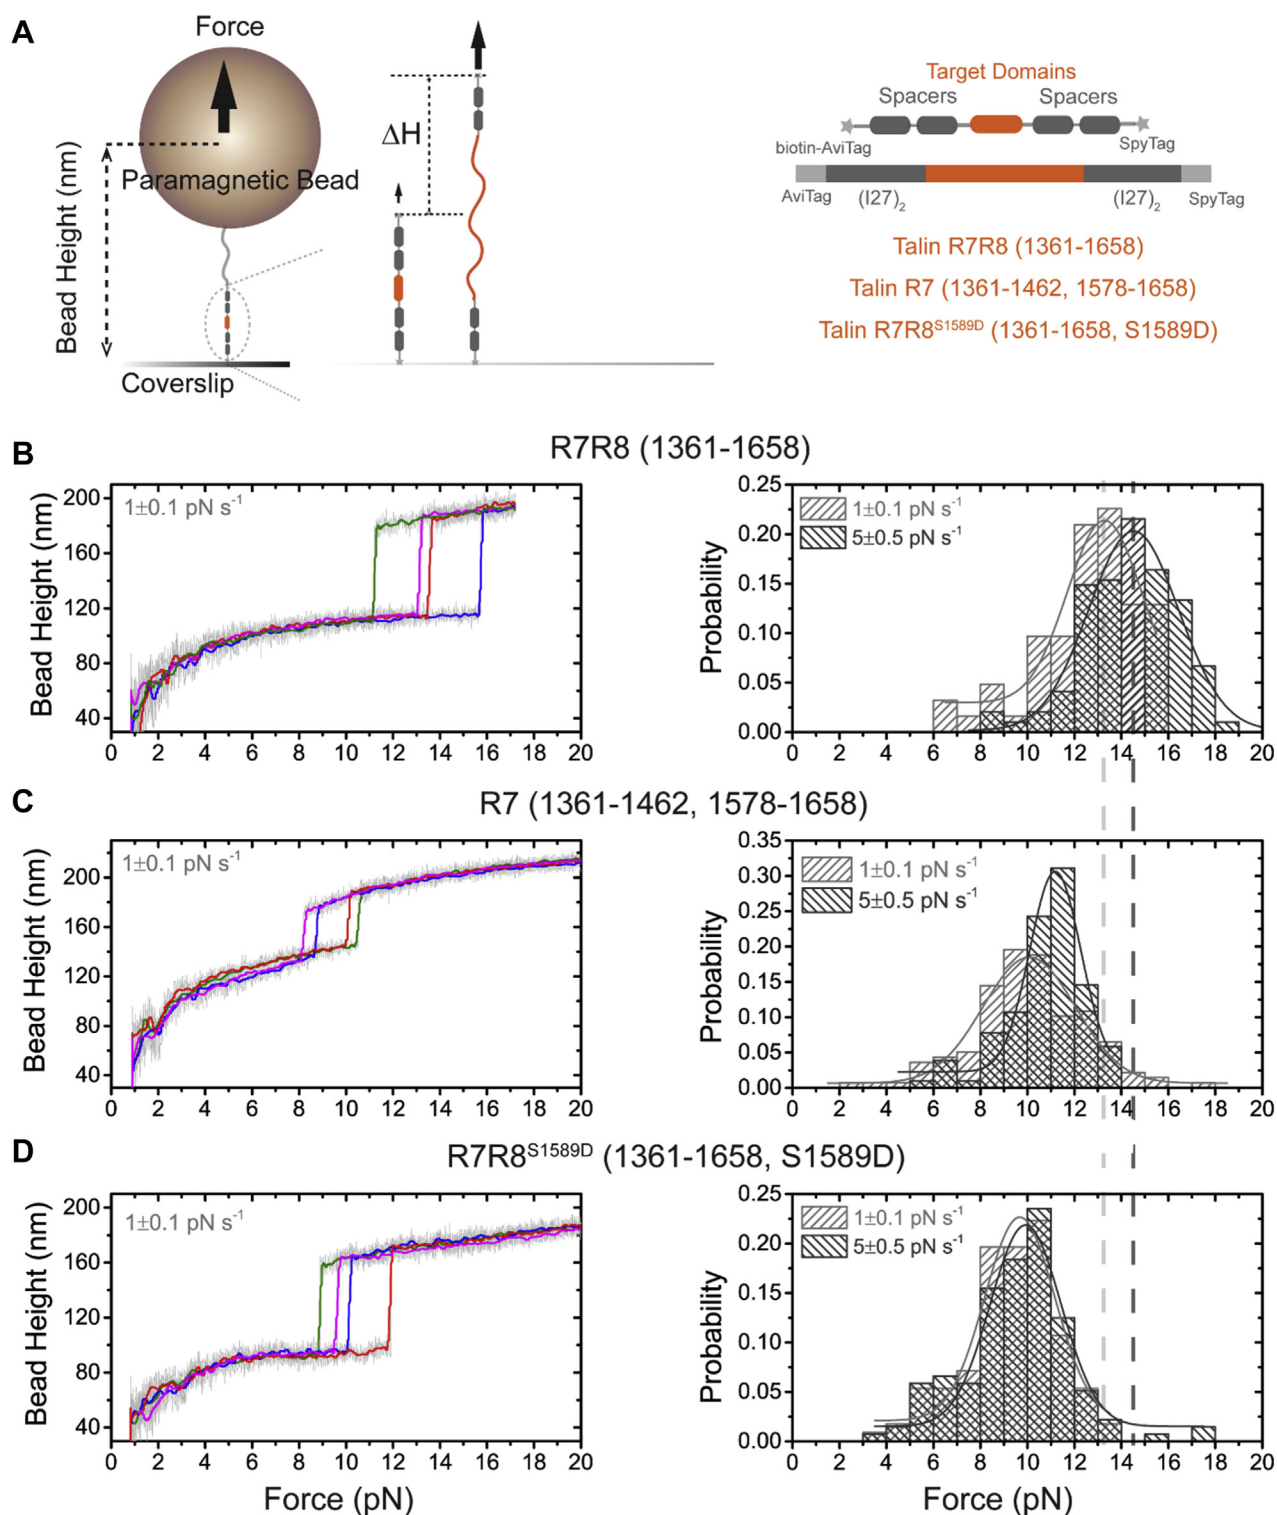 A
Force
Bead Height (nm)
Paramagnetic Bead
Coverslip
ΔH
Target Domains
Spacers Spacers
biotin-AviTag SpyTag
AviTag (I27)₂ (I27)₂ SpyTag
Talin R7R8 (1361-1658)
Talin R7 (1361-1462, 1578-1658)
Talin R7R8ˢ¹⁵⁸⁹ᴰ (1361-1658, S1589D)
B
R7R8 (1361-1658)
Bead Height (nm)
200
160
120
80
40
1±0.1 pN s⁻¹
0 2 4 6 8 10 12 14 16 18 20
Probability
0.25
0.20
0.15
0.10
0.05
0.00
1±0.1 pN s⁻¹
5±0.5 pN s⁻¹
0 2 4 6 8 10 12 14 16 18 20
C
R7 (1361-1462, 1578-1658)
Bead Height (nm)
200
160
120
80
40
1±0.1 pN s⁻¹
0 2 4 6 8 10 12 14 16 18 20
Probability
0.35
0.30
0.25
0.20
0.15
0.10
0.05
0.00
1±0.1 pN s⁻¹
5±0.5 pN s⁻¹
0 2 4 6 8 10 12 14 16 18 20
D
R7R8ˢ¹⁵⁸⁹ᴰ (1361-1658, S1589D)
Bead Height (nm)
200
160
120
80
40
1±0.1 pN s⁻¹
0 2 4 6 8 10 12 14 16 18 20
Force (pN)
Probability
0.25
0.20
0.15
0.10
0.05
0.00
1±0.1 pN s⁻¹
5±0.5 pN s⁻¹
0 2 4 6 8 10 12 14 16 18 20
Force (pN)